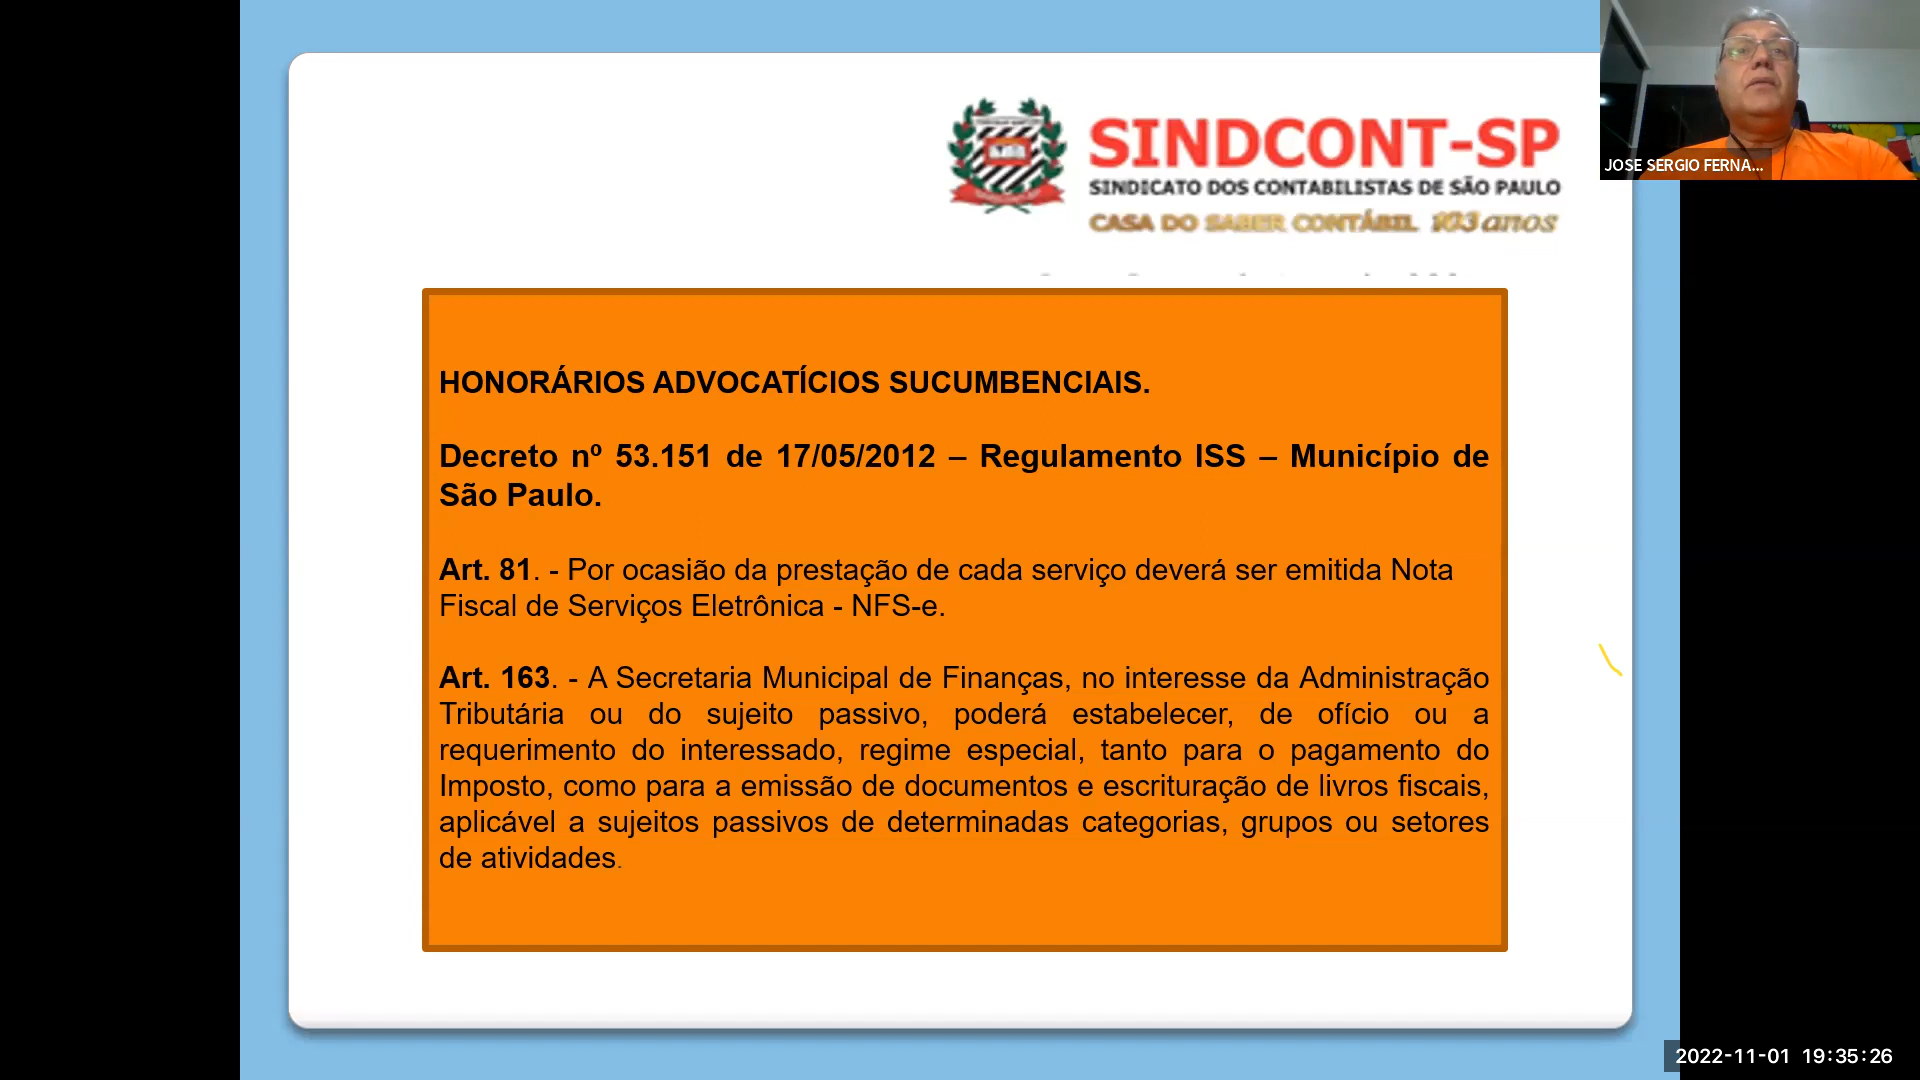 SINDCONT-SP
SINDICATO DOS CONTABILISTAS DE SÃO PAULO
CASA DO SABER CONTÁBIL 103 anos
JOSE SERGIO FERNA...
HONORÁRIOS ADVOCATÍCIOS SUCUMBENCIAIS.
Decreto nº 53.151 de 17/05/2012 – Regulamento ISS – Município de
São Paulo.
Art. 81. - Por ocasião da prestação de cada serviço deverá ser emitida Nota
Fiscal de Serviços Eletrônica - NFS-e.
Art. 163. - A Secretaria Municipal de Finanças, no interesse da Administração
Tributária ou do sujeito passivo, poderá estabelecer, de ofício ou a
requerimento do interessado, regime especial, tanto para o pagamento do
Imposto, como para a emissão de documentos e escrituração de livros fiscais,
aplicável a sujeitos passivos de determinadas categorias, grupos ou setores
de atividades.
2022-11-01 19:35:26